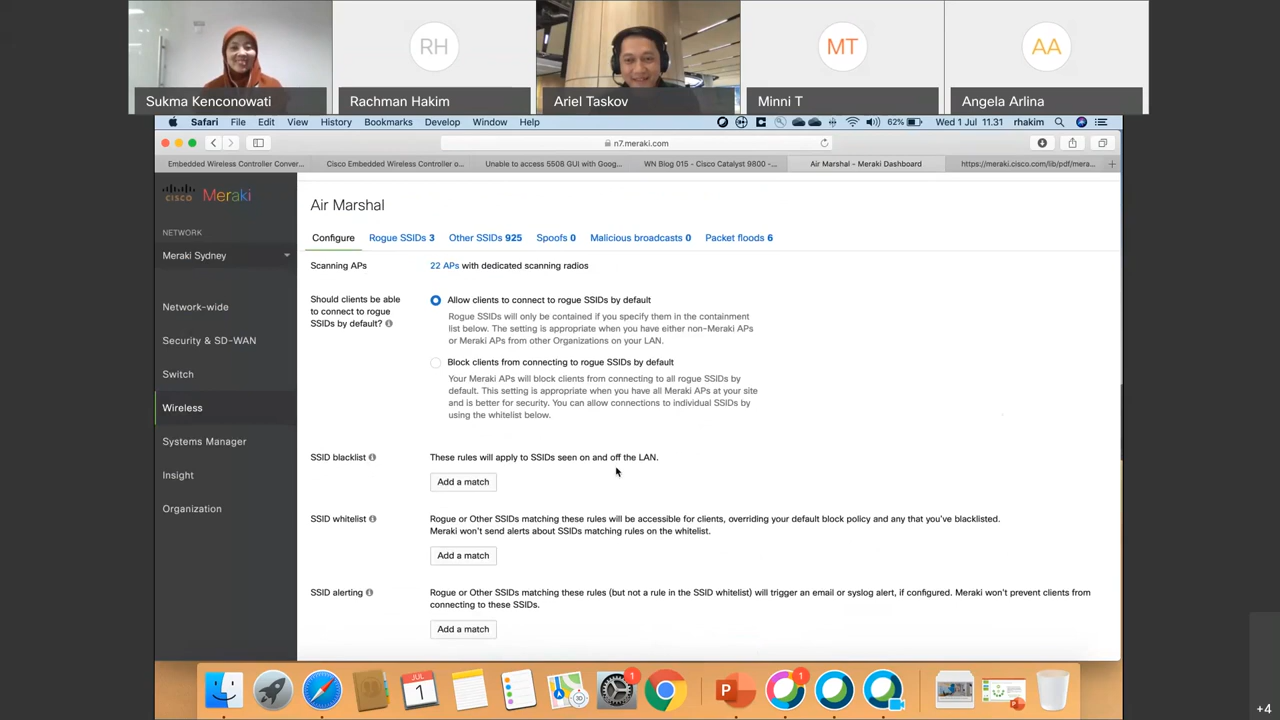 RH
MT
AA
Sukma Kenconowati
Rachman Hakim
Ariel Taskov
Minni T
Angela Arlina
Safari File Edit View History Bookmarks Develop Window Help
62% Wed 1 Jul 11.31 rhakim
n7.meraki.com
Embedded Wireless Controller Conver...
Cisco Embedded Wireless Controller o...
Unable to access 5508 GUI with Goog...
WN Blog 015 - Cisco Catalyst 9800 -...
Air Marshal - Meraki Dashboard
https://meraki.cisco.com/lib/pdf/mera...
CISCO Meraki
NETWORK
Meraki Sydney
Network-wide
Security & SD-WAN
Switch
Wireless
Systems Manager
Insight
Organization
Air Marshal
Configure Rogue SSIDs 3 Other SSIDs 925 Spoofs 0 Malicious broadcasts 0 Packet floods 6
Scanning APs
22 APs with dedicated scanning radios
Should clients be able
to connect to rogue
SSIDs by default?
Allow clients to connect to rogue SSIDs by default
Rogue SSIDs will only be contained if you specify them in the containment
list below. The setting is appropriate when you have either non-Meraki APs
or Meraki APs from other Organizations on your LAN.
Block clients from connecting to rogue SSIDs by default
Your Meraki APs will block clients from connecting to all rogue SSIDs by
default. This setting is appropriate when you have all Meraki APs at your site
and is better for security. You can allow connections to individual SSIDs by
using the whitelist below.
SSID blacklist
These rules will apply to SSIDs seen on and off the LAN.
Add a match
SSID whitelist
Rogue or Other SSIDs matching these rules will be accessible for clients, overriding your default block policy and any that you've blacklisted.
Meraki won't send alerts about SSIDs matching rules on the whitelist.
Add a match
SSID alerting
Rogue or Other SSIDs matching these rules (but not a rule in the SSID whitelist) will trigger an email or syslog alert, if configured. Meraki won't prevent clients from
connecting to these SSIDs.
Add a match
JUL
1
30
1
P
1
+4